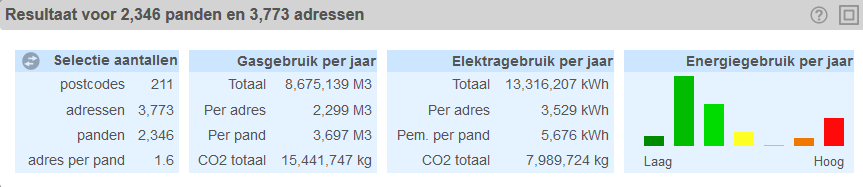 Resultaat voor 2,346 panden en 3,773 adressen
Selectie aantallen
postcodes 211
adressen 3,773
panden 2,346
adres per pand 1.6
Gasgebruik per jaar
Totaal 8,675,139 M3
Per adres 2,299 M3
Per pand 3,697 M3
CO2 totaal 15,441,747 kg
Elektragebruik per jaar
Totaal 13,316,207 kWh
Per adres 3,529 kWh
Pem. per pand 5,676 kWh
CO2 totaal 7,989,724 kg
Energiegebruik per jaar
Laag Hoog